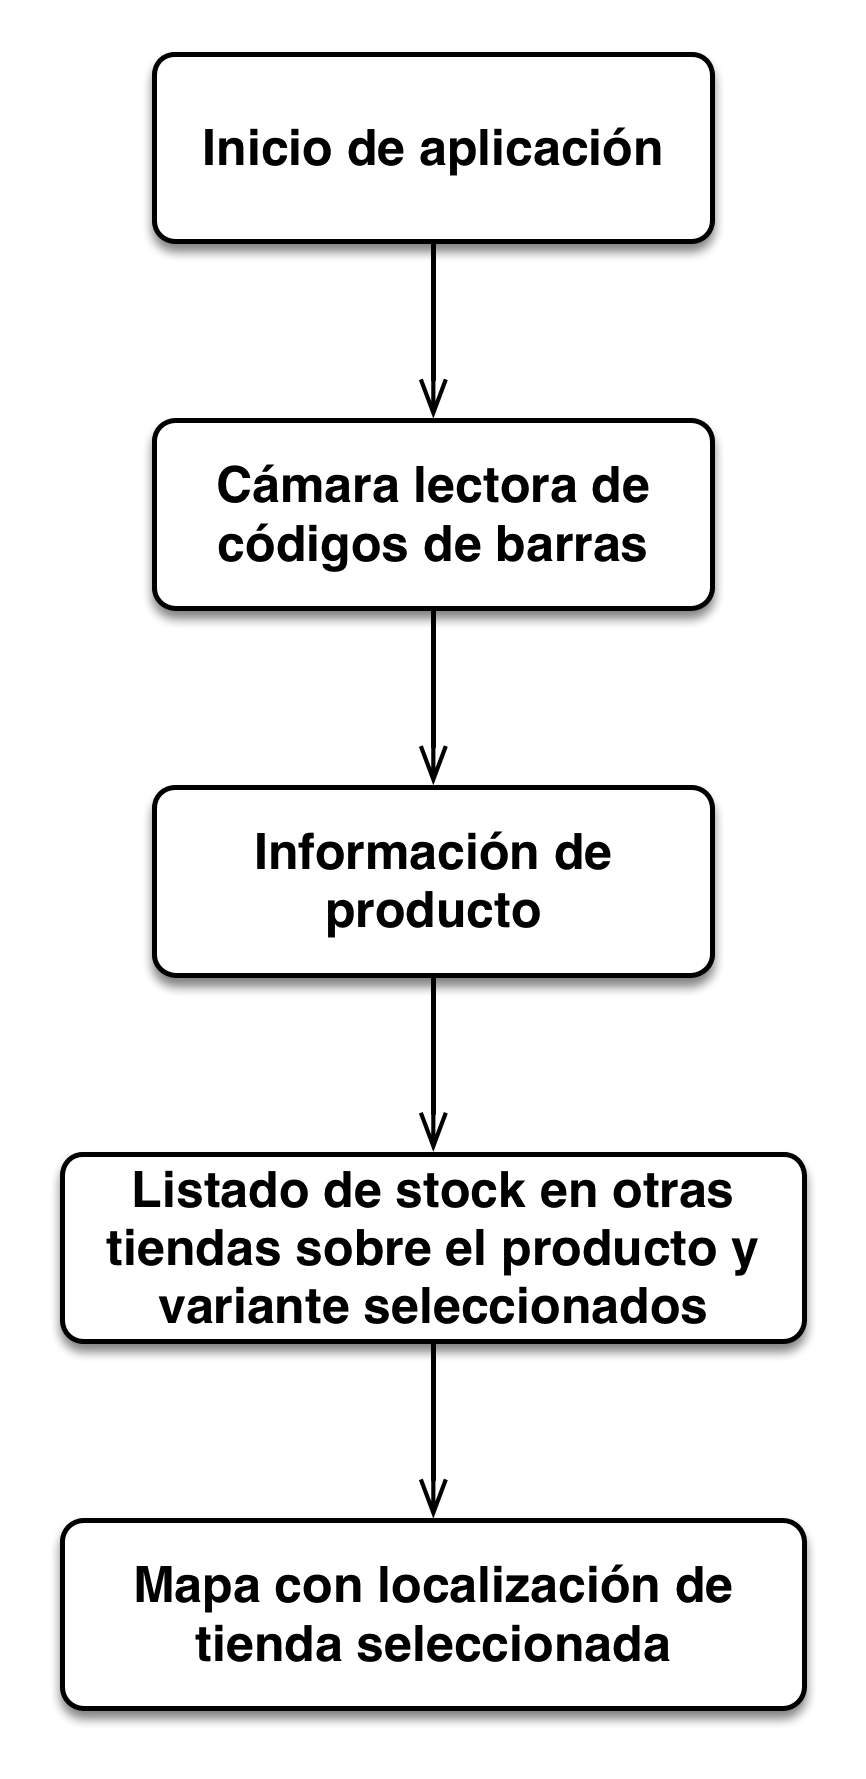 Inicio de aplicación
Cámara lectora de
códigos de barras
Información de
producto
Listado de stock en otras
tiendas sobre el producto y
variante seleccionados
Mapa con localización de
tienda seleccionada